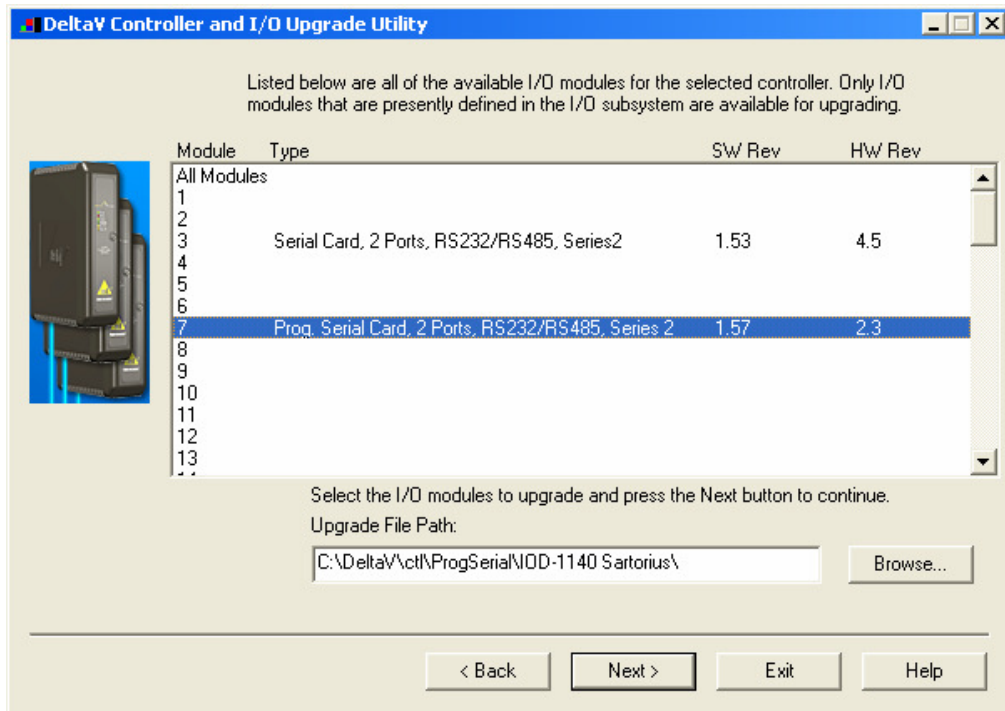 DeltaV Controller and I/O Upgrade Utility
Listed below are all of the available I/O modules for the selected controller. Only I/O
modules that are presently defined in the I/O subsystem are available for upgrading.
Module Type SW Rev HW Rev
All Modules
1
2
3 Serial Card, 2 Ports, RS232/RS485, Series2 1.53 4.5
4
5
6
7 Prog. Serial Card, 2 Ports, RS232/RS485, Series 2 1.57 2.3
8
9
10
11
12
13
Select the I/O modules to upgrade and press the Next button to continue.
Upgrade File Path:
C:\DeltaV\ctl\ProgSerial\IOD-1140 Sartorius\
Browse...
< Back Next > Exit Help